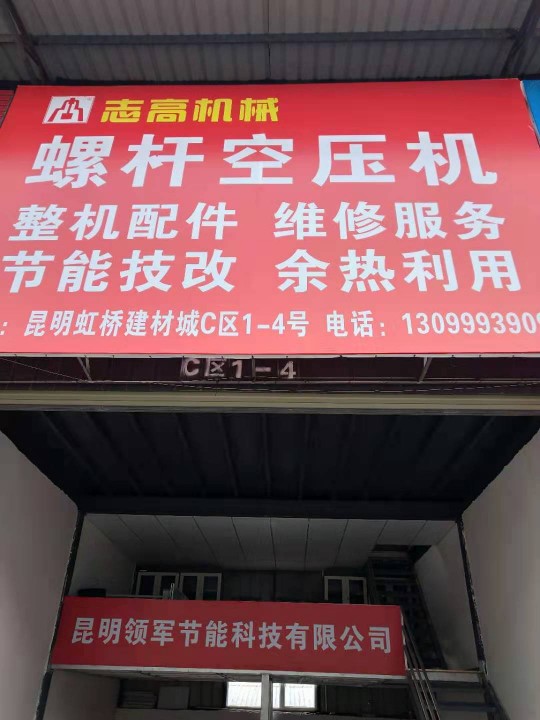 志高机械
螺杆空压机
整机配件 维修服务
节能技改 余热利用
：昆明虹桥建材城C区1-4号 电话：1309993909
C区1-4
昆明领军节能科技有限公司